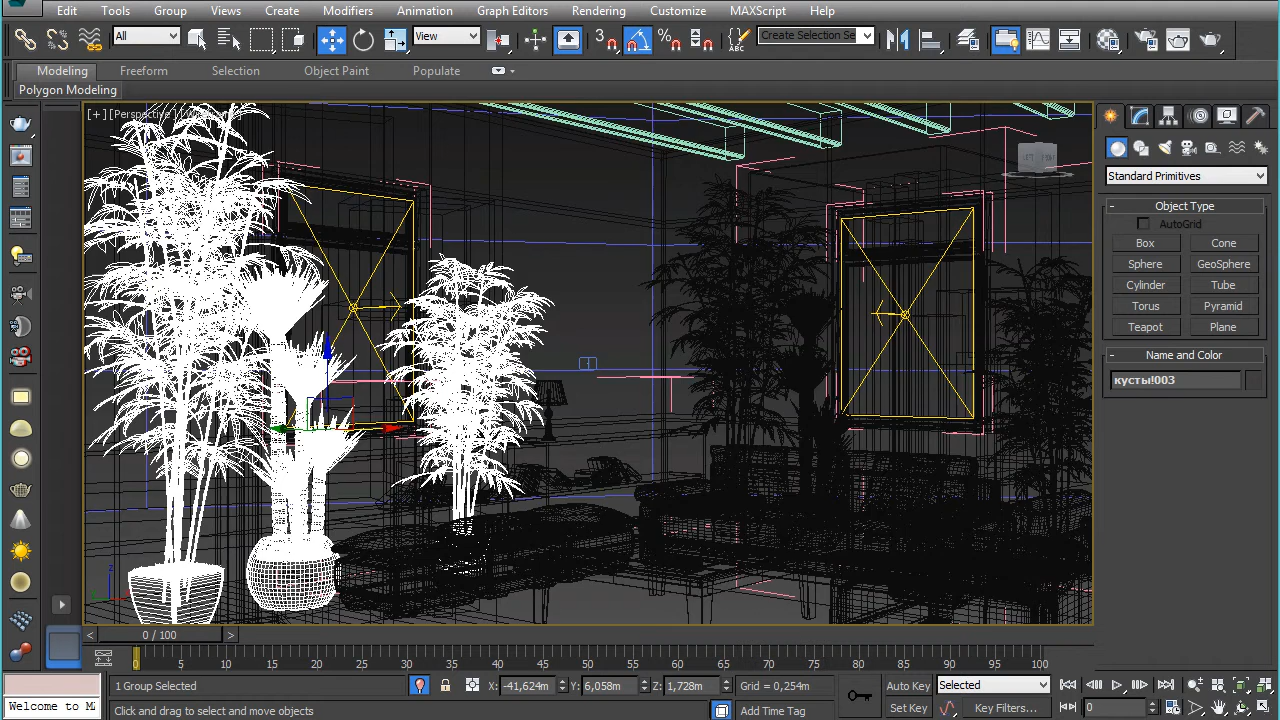 Edit Tools Group Views Create Modifiers Animation Graph Editors Rendering Customize MAXScript Help
All View 3 ABC Create Selection Se
Modeling Freeform Selection Object Paint Populate
Polygon Modeling
[+][Perspective]
Standard Primitives
- Object Type
AutoGrid
Box Cone
Sphere GeoSphere
Cylinder Tube
Torus Pyramid
Teapot Plane
- Name and Color
кусты!003
z
< 0 / 100 >
0 5 10 15 20 25 30 35 40 45 50 55 60 65 70 75 80 85 90 95 100
1 Group Selected X: -41,624m Y: 6,058m Z: 1,728m Grid = 0,254m Auto Key Selected
Welcome to MA Click and drag to select and move objects Add Time Tag Set Key Key Filters... 0